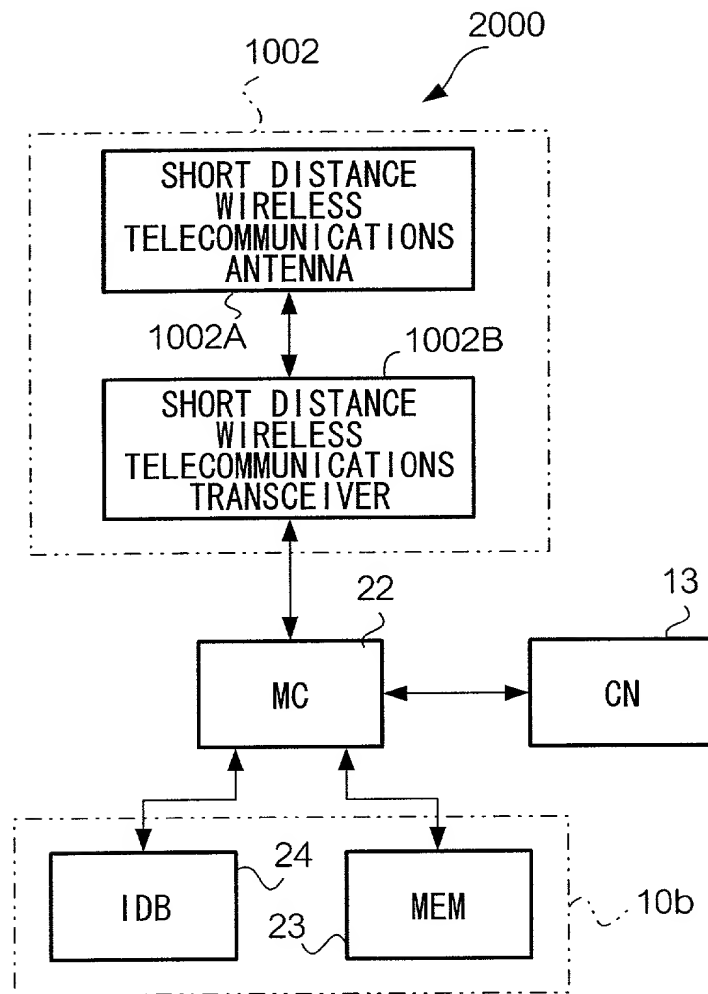 2000
1002
SHORT DISTANCE
WIRELESS
TELECOMMUNICATIONS
ANTENNA
1002A
1002B
SHORT DISTANCE
WIRELESS
TELECOMMUNICATIONS
TRANSCEIVER
22
13
MC
CN
24
IDB
MEM
23
10b